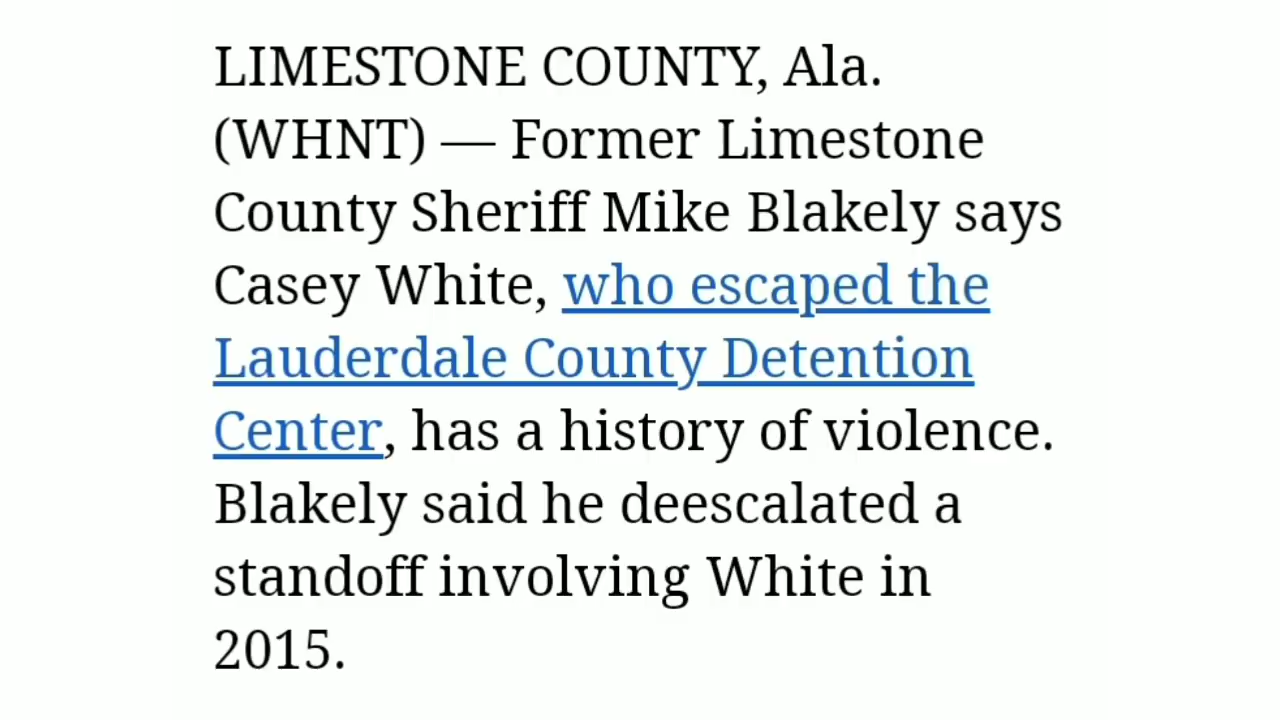 LIMESTONE COUNTY, Ala.
(WHNT) — Former Limestone
County Sheriff Mike Blakely says
Casey White, who escaped the
Lauderdale County Detention
Center, has a history of violence.
Blakely said he deescalated a
standoff involving White in
2015.